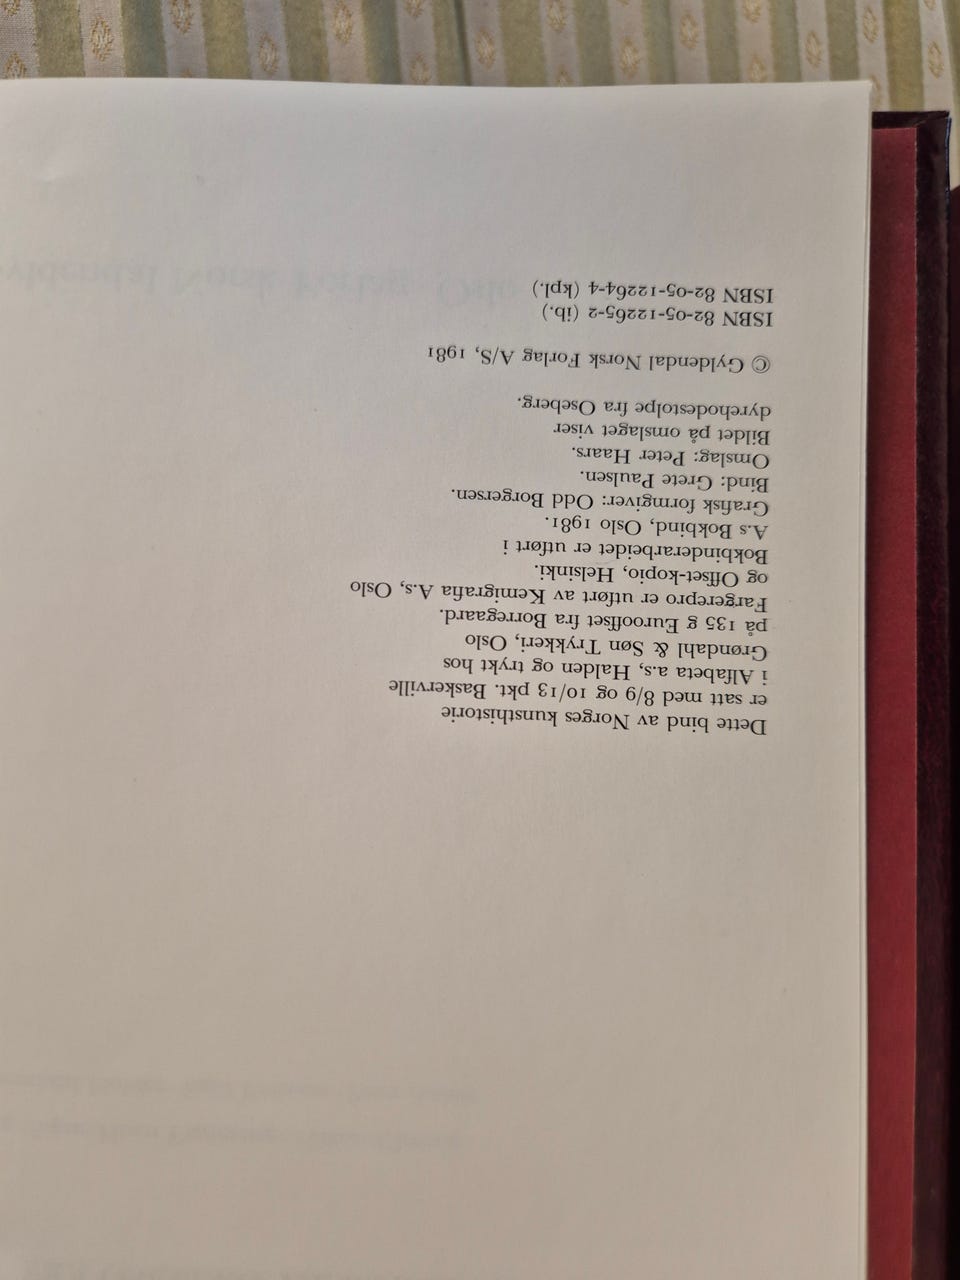 Dette bind av Norges kunsthistorie
er satt med 8/9 og 10/13 pkt. Baskerville
i Alfabeta a.s, Halden og trykt hos
Grøndahl & Søn Trykkeri, Oslo
på 135 g Eurooffset fra Borregaard.
Fargerepro er utført av Kemigrafia A.s, Oslo
og Offset-kopio, Helsinki.
Bokbinderarbeidet er utført i
A.s Bokbind, Oslo 1981.
Grafisk formgiver: Odd Borgersen.
Bind: Grete Paulsen.
Omslag: Peter Haars.
Bildet på omslaget viser
dyrehodestolpe fra Oseberg.
© Gyldendal Norsk Forlag A/S, 1981
ISBN 82-05-12265-2 (ib.)
ISBN 82-05-12264-4 (kpl.)